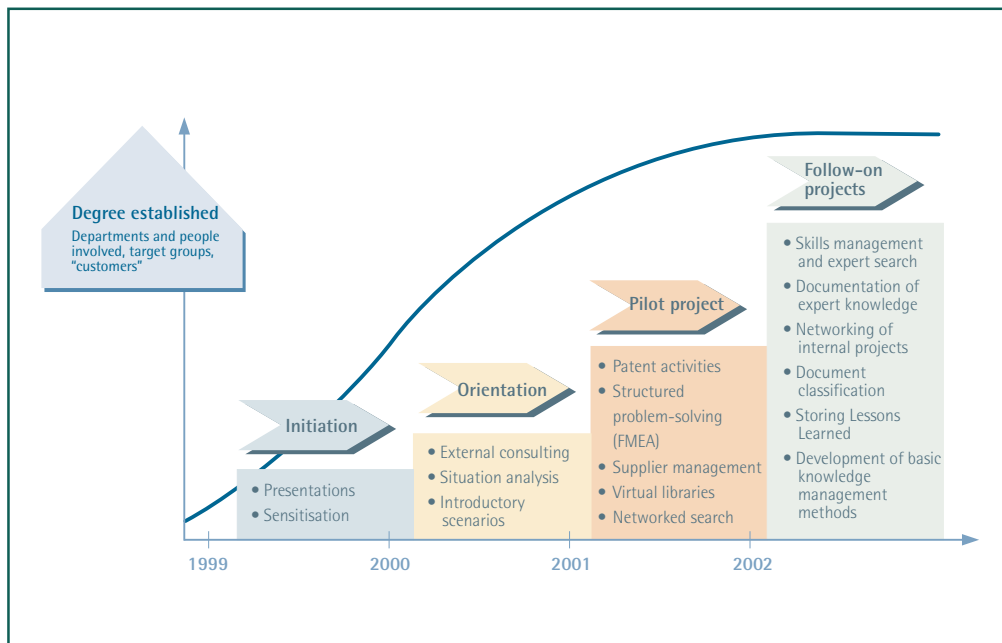 Degree established
Departments and people
involved, target groups,
“customers”
Initiation
• Presentations
• Sensitisation
Orientation
• External consulting
• Situation analysis
• Introductory
scenarios
Pilot project
• Patent activities
• Structured
problem-solving
(FMEA)
• Supplier management
• Virtual libraries
• Networked search
Follow-on
projects
• Skills management
and expert search
• Documentation of
expert knowledge
• Networking of
internal projects
• Document
classification
• Storing Lessons
Learned
• Development of basic
knowledge
management
methods
1999
2000
2001
2002